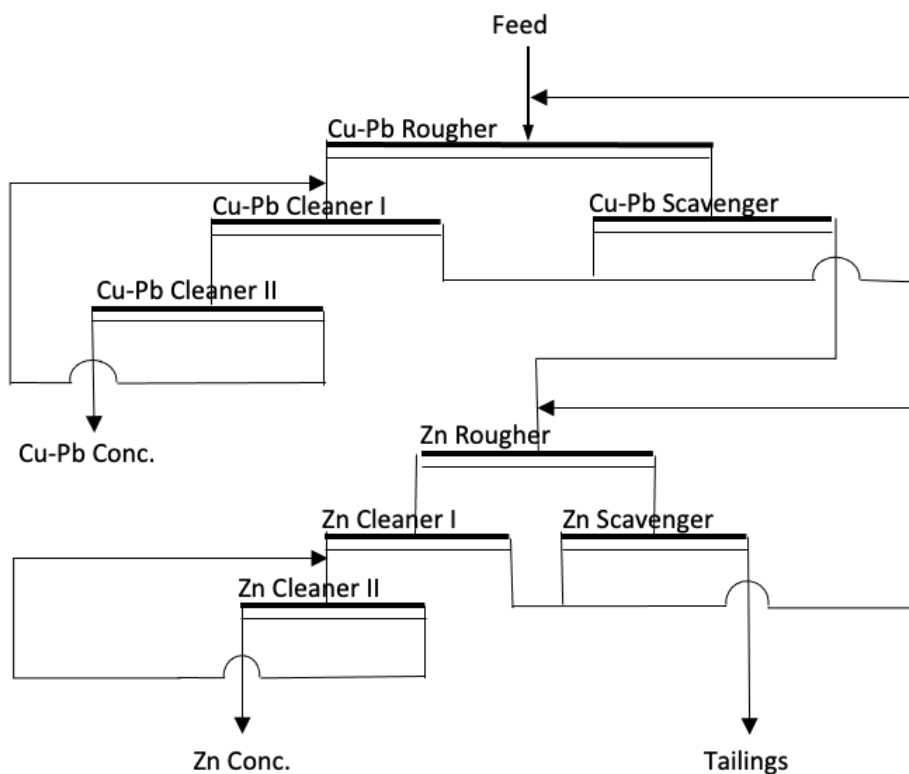 Feed
Cu-Pb Rougher
Cu-Pb Cleaner I
Cu-Pb Scavenger
Cu-Pb Cleaner II
Cu-Pb Conc.
Zn Rougher
Zn Cleaner I
Zn Scavenger
Zn Cleaner II
Zn Conc.
Tailings